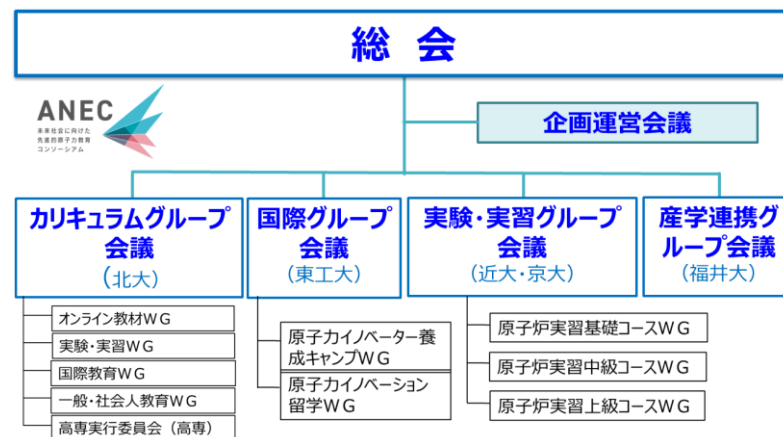 総 会
ANEC
未来社会に向けた
先進的原子力教育
コンソーシアム
企画運営会議
カリキュラムグループ
会議
(北大)
国際グループ
会議
(東工大)
実験・実習グループ
会議
(近大・京大)
産学連携グ
ループ会議
(福井大)
オンライン教材WG
実験・実習WG
国際教育WG
一般・社会人教育WG
高専実行委員会（高専）
原子力イノベーター養
成キャンプWG
原子力イノベーション
留学WG
原子炉実習基礎コースWG
原子炉実習中級コースWG
原子炉実習上級コースWG